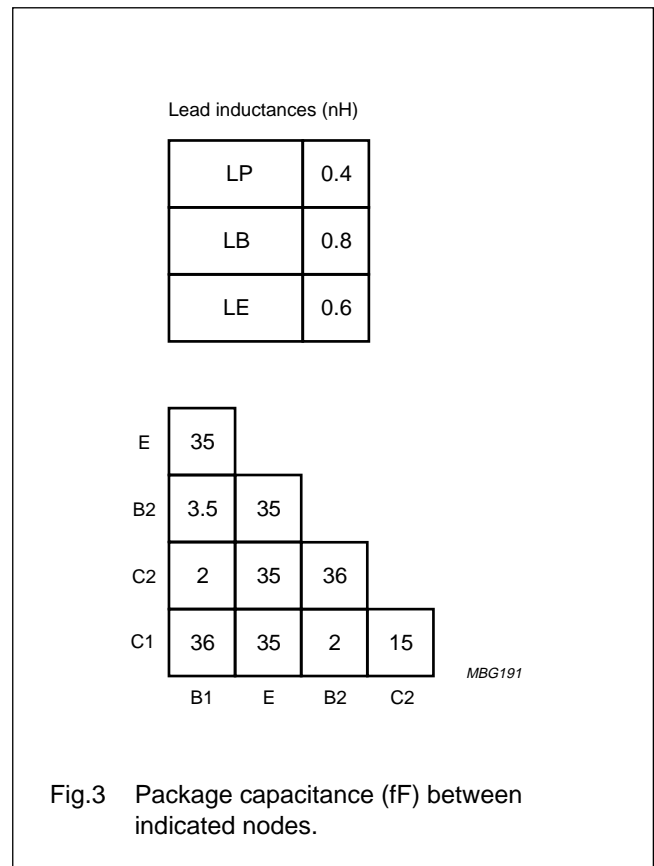 Lead inductances (nH)
LP 0.4
LB 0.8
LE 0.6
E 35
B2 3.5 35
C2 2 35 36
C1 36 35 2 15
MBG191
B1 E B2 C2
Fig.3 Package capacitance (fF) between
indicated nodes.